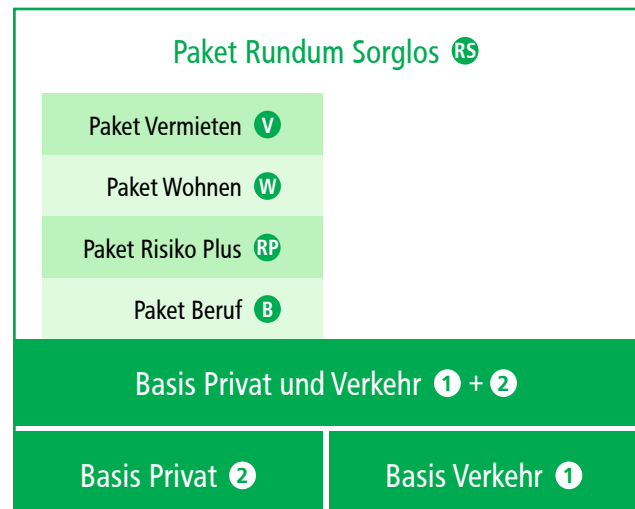 Paket Rundum Sorglos RS
Paket Vermieten V
Paket Wohnen W
Paket Risiko Plus RP
Paket Beruf B
Basis Privat und Verkehr 1 + 2
Basis Privat 2
Basis Verkehr 1